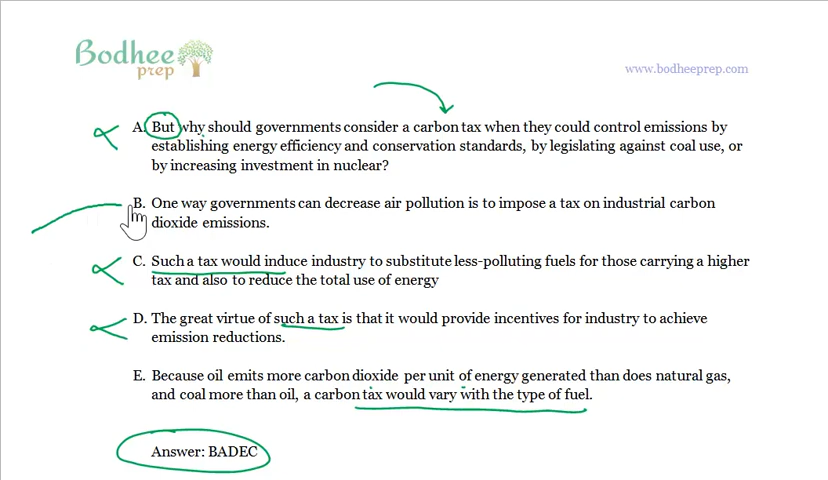 Bodhee
prep
www.bodheeprep.com
A. But why should governments consider a carbon tax when they could control emissions by
establishing energy efficiency and conservation standards, by legislating against coal use, or
by increasing investment in nuclear?
B. One way governments can decrease air pollution is to impose a tax on industrial carbon
dioxide emissions.
C. Such a tax would induce industry to substitute less-polluting fuels for those carrying a higher
tax and also to reduce the total use of energy
D. The great virtue of such a tax is that it would provide incentives for industry to achieve
emission reductions.
E. Because oil emits more carbon dioxide per unit of energy generated than does natural gas,
and coal more than oil, a carbon tax would vary with the type of fuel.
Answer: BADEC